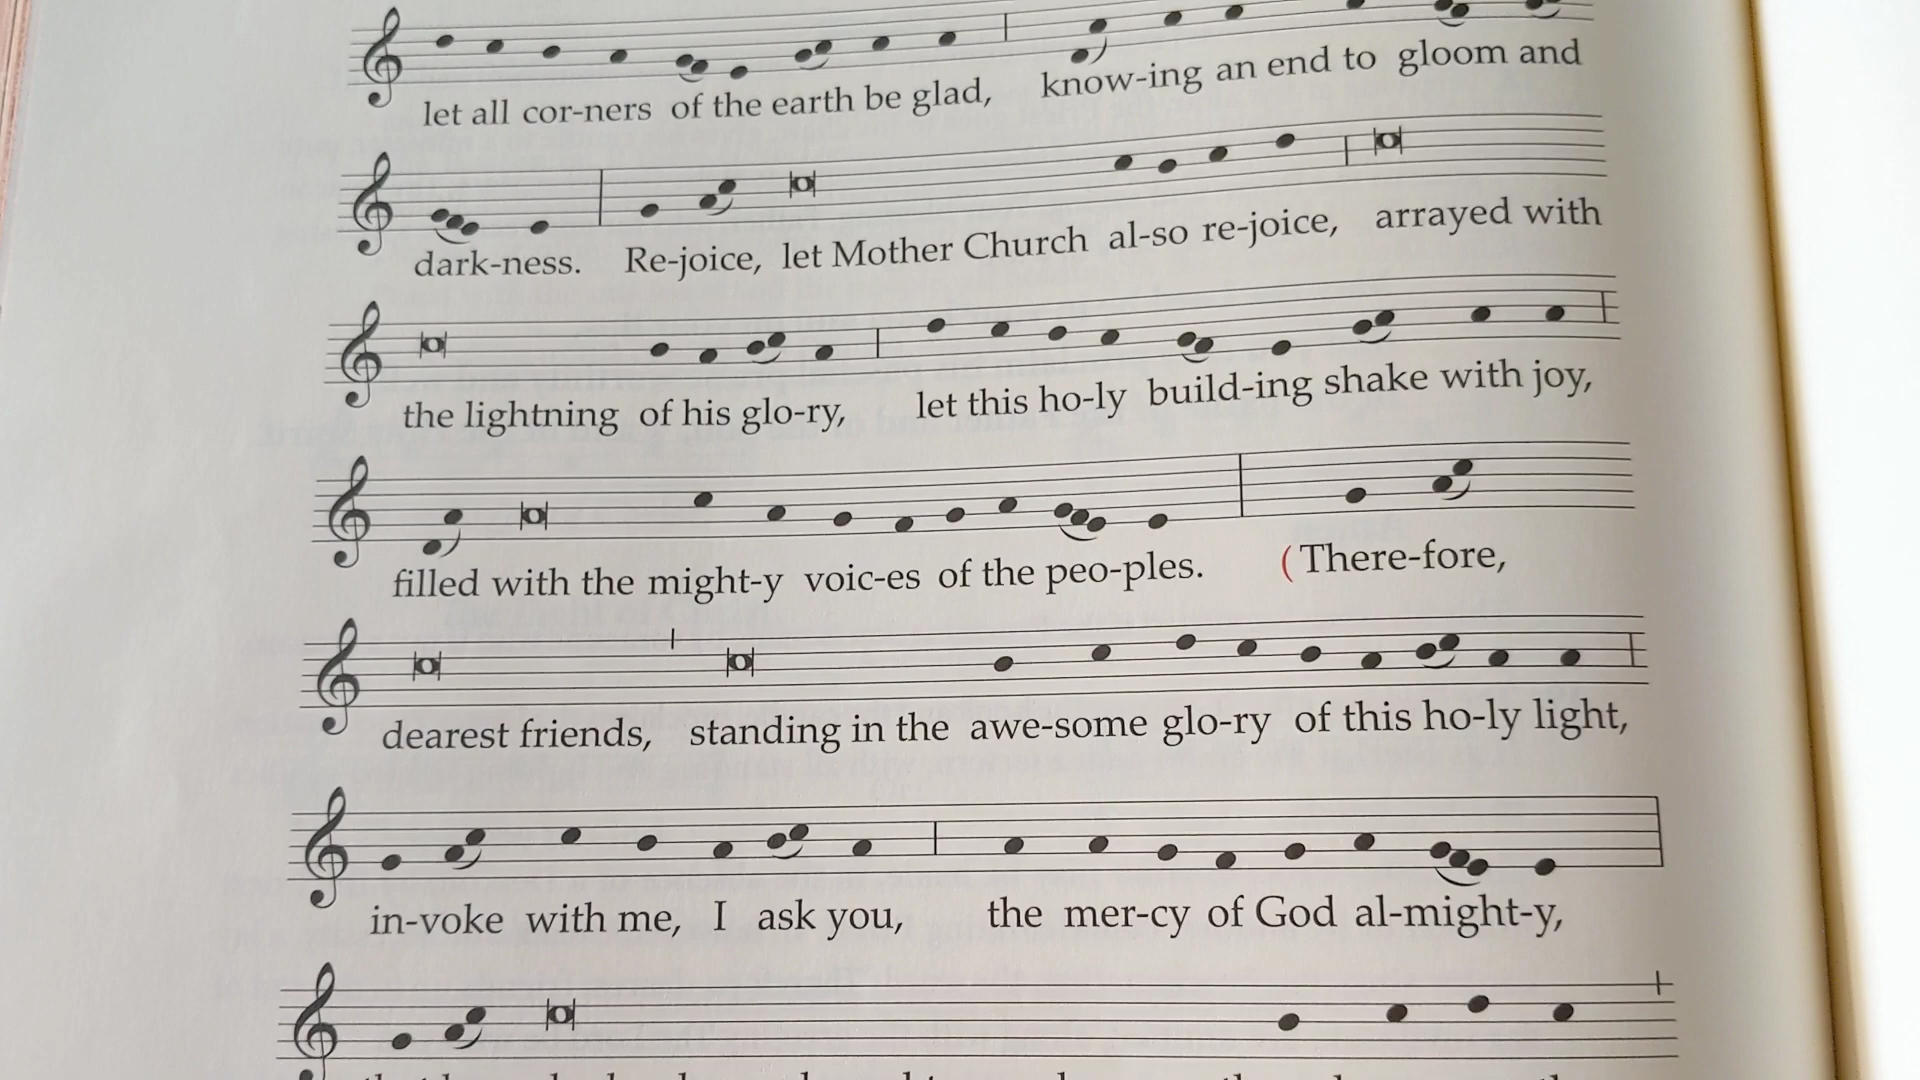 let all cor-ners of the earth be glad, know-ing an end to gloom and
dark-ness. Re-joice, let Mother Church al-so re-joice, arrayed with
the lightning of his glo-ry, let this ho-ly build-ing shake with joy,
filled with the might-y voic-es of the peo-ples. (There-fore,
dearest friends, standing in the awe-some glo-ry of this ho-ly light,
in-voke with me, I ask you, the mer-cy of God al-might-y,